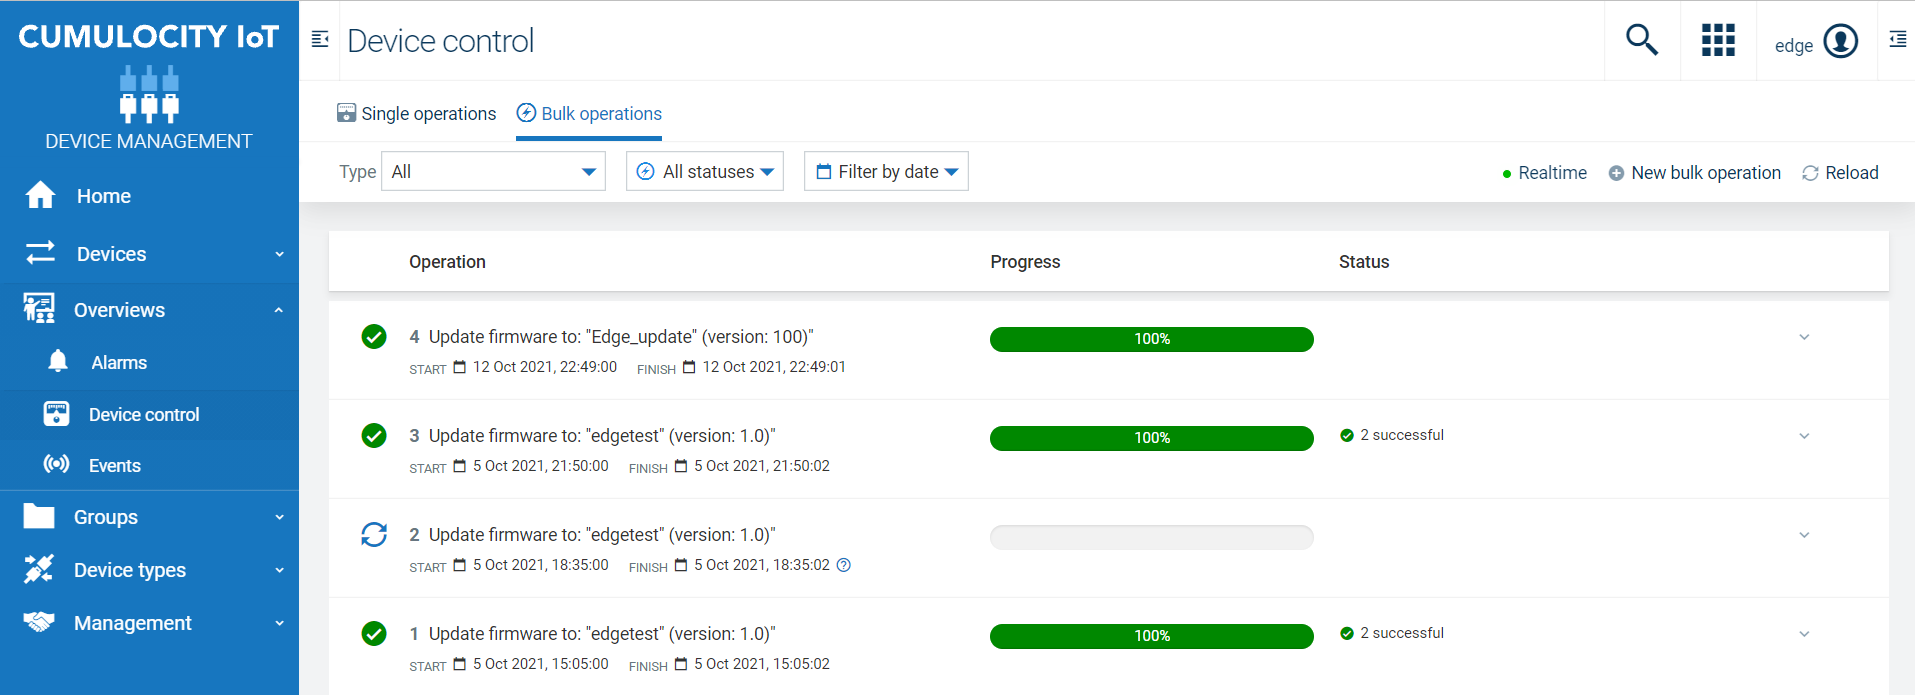 CUMULOCITY IoT
DEVICE MANAGEMENT
Home
Devices
Overviews
Alarms
Device control
Events
Groups
Device types
Management
Device control
edge
Single operations
Bulk operations
Type All
All statuses
Filter by date
Realtime
New bulk operation
Reload
Operation Progress Status
4 Update firmware to: "Edge_update" (version: 100)" 100%
START 12 Oct 2021, 22:49:00 FINISH 12 Oct 2021, 22:49:01
3 Update firmware to: "edgetest" (version: 1.0)" 100% 2 successful
START 5 Oct 2021, 21:50:00 FINISH 5 Oct 2021, 21:50:02
2 Update firmware to: "edgetest" (version: 1.0)"
START 5 Oct 2021, 18:35:00 FINISH 5 Oct 2021, 18:35:02
1 Update firmware to: "edgetest" (version: 1.0)" 100% 2 successful
START 5 Oct 2021, 15:05:00 FINISH 5 Oct 2021, 15:05:02